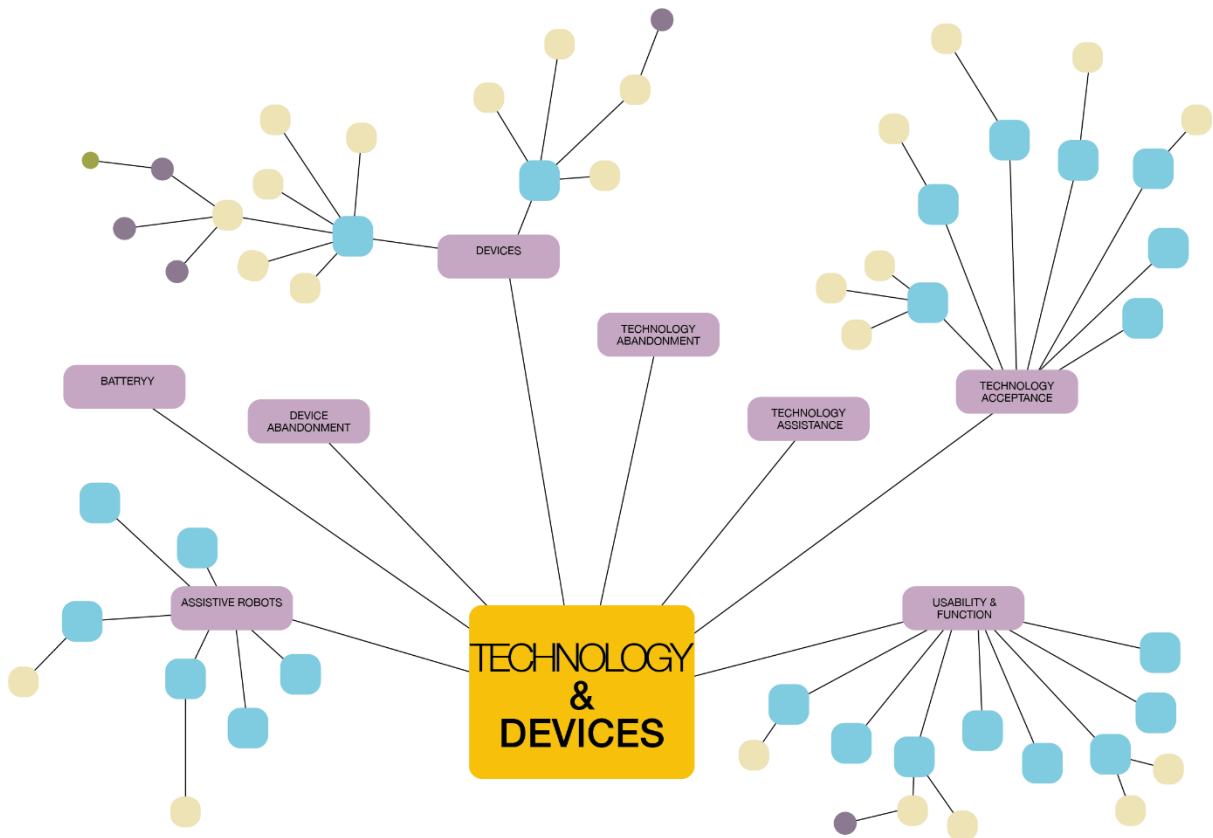 DEVICES
TECHNOLOGY
ABANDONMENT
BATTERYY
DEVICE
ABANDONMENT
TECHNOLOGY
ASSISTANCE
TECHNOLOGY
ACCEPTANCE
ASSISTIVE ROBOTS
USABILITY &
FUNCTION
TECHNOLOGY
&
DEVICES